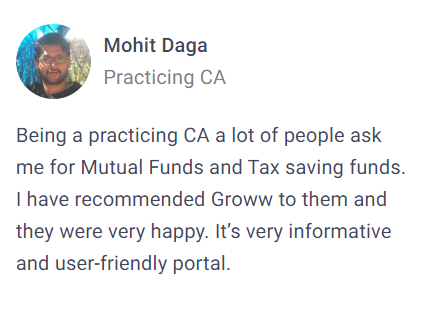 Mohit Daga
Practicing CA
Being a practicing CA a lot of people ask
me for Mutual Funds and Tax saving funds.
I have recommended Groww to them and
they were very happy. It’s very informative
and user-friendly portal.